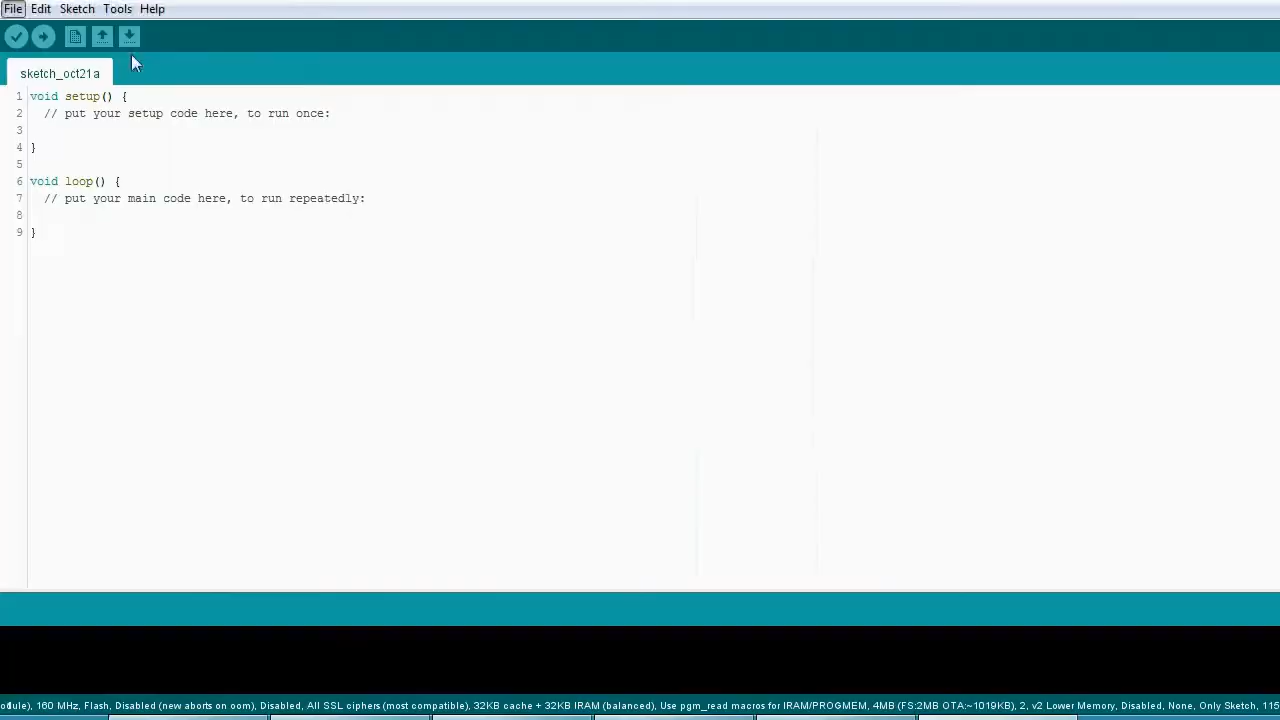 File Edit Sketch Tools Help
sketch_oct21a
1 void setup() {
2   // put your setup code here, to run once:
3
4 }
5
6 void loop() {
7   // put your main code here, to run repeatedly:
8
9 }
odule), 160 MHz, Flash, Disabled (new aborts on oom), Disabled, All SSL ciphers (most compatible), 32KB cache + 32KB IRAM (balanced), Use pgm_read macros for IRAM/PROGMEM, 4MB (FS:2MB OTA:~1019KB), 2, v2 Lower Memory, Disabled, None, Only Sketch, 115